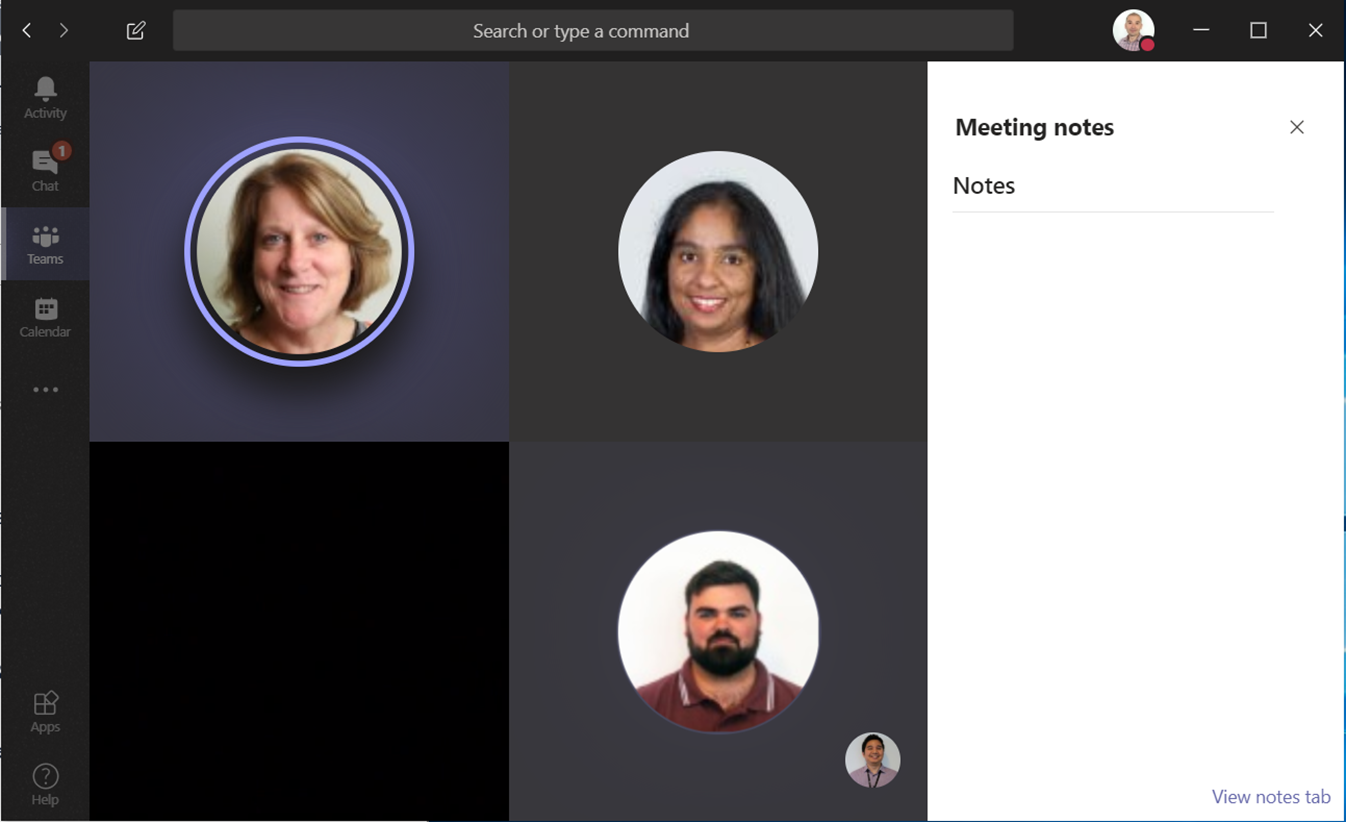 Search or type a command
Activity
1
Chat
Teams
Calendar
Apps
Help
Meeting notes
Notes
View notes tab